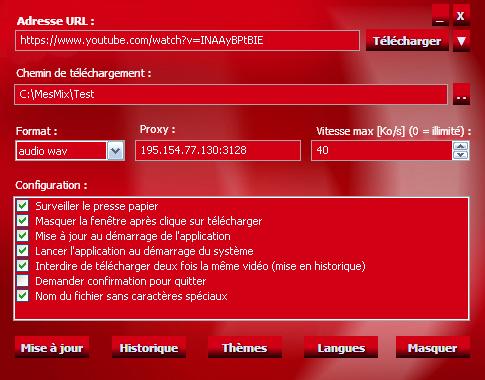 Adresse URL :
_ X
https://www.youtube.com/watch?v=INAAyBPtBIE
Télécharger
Chemin de téléchargement :
C:\MesMix\Test
..
Format :
Proxy :
Vitesse max [Ko/s] (0 = illimité) :
audio wav
195.154.77.130:3128
40
Configuration :
Surveiller le presse papier
Masquer la fenêtre après clique sur télécharger
Mise à jour au démarrage de l'application
Lancer l'application au démarrage du système
Interdire de télécharger deux fois la même vidéo (mise en historique)
Demander confirmation pour quitter
Nom du fichier sans caractères spéciaux
Mise à jour
Historique
Thèmes
Langues
Masquer